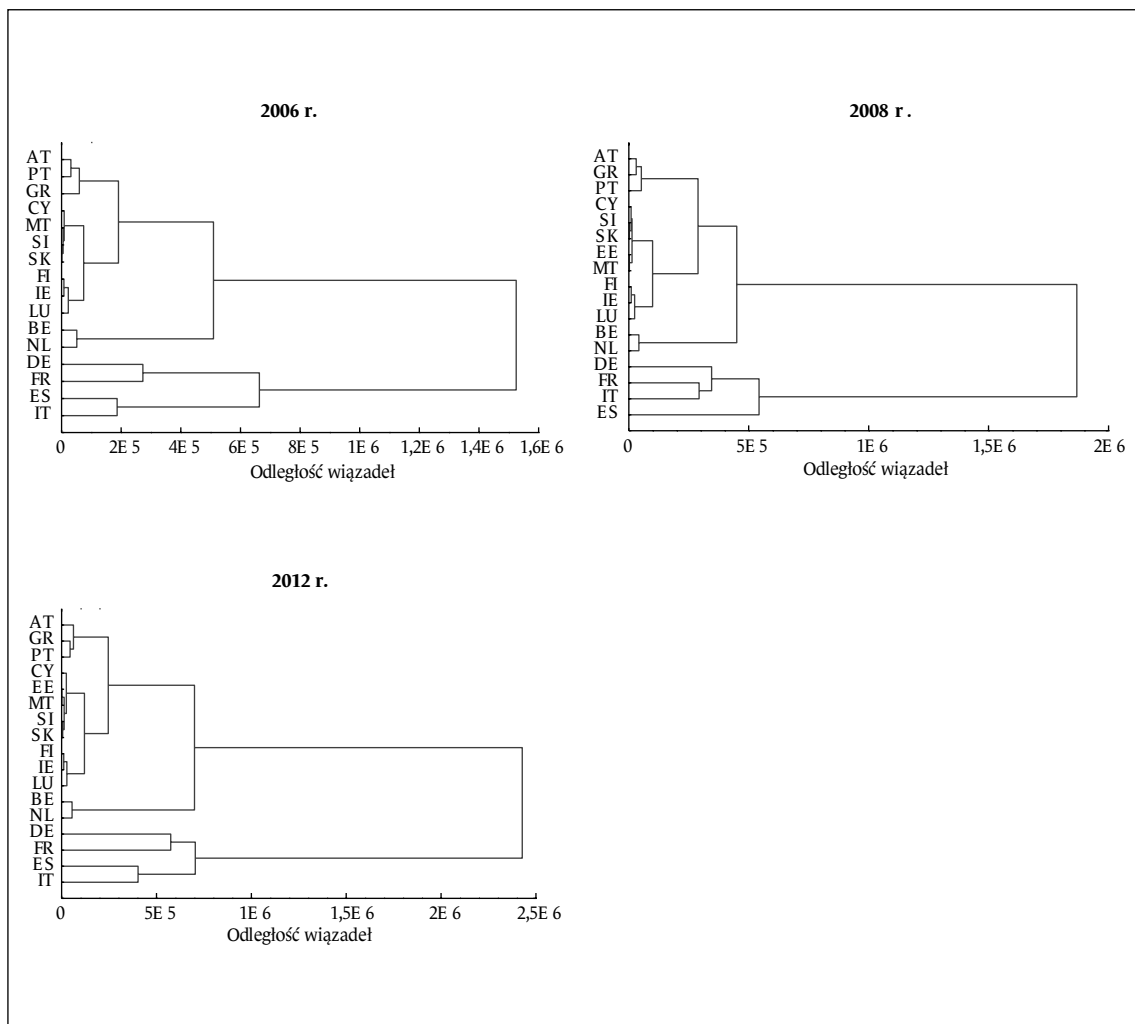 2006 r.
AT
PT
GR
CY
MT
SI
SK
FI
IE
LU
BE
NL
DE
FR
ES
IT
0 2E 5 4E 5 6E 5 8E 5 1E 6 1,2E 6 1,4E 6 1,6E 6
Odległość wiązadeł
2008 r .
AT
GR
PT
CY
SI
SK
EE
MT
FI
IE
LU
BE
NL
DE
FR
IT
ES
0 5E 5 1E 6 1,5E 6 2E 6
Odległość wiązadeł
2012 r.
AT
GR
PT
CY
EE
MT
SI
SK
FI
IE
LU
BE
NL
DE
FR
ES
IT
0 5E 5 1E 6 1,5E 6 2E 6 2,5E 6
Odległość wiązadeł